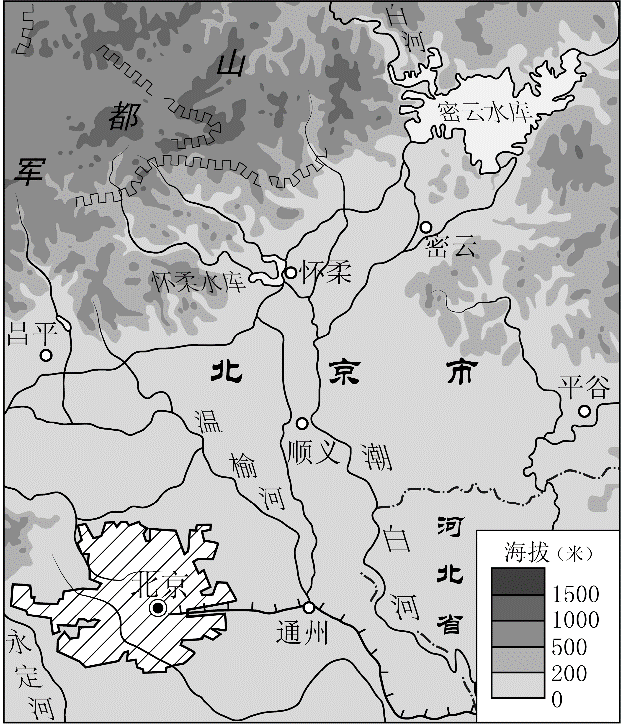 白河
密云水库
军都山
密云
怀柔水库
怀柔
昌平
北京市
平谷
温榆河
顺义
潮白河
河北省
北京
通州
永定河
海拔(米)
1500
1000
500
200
0